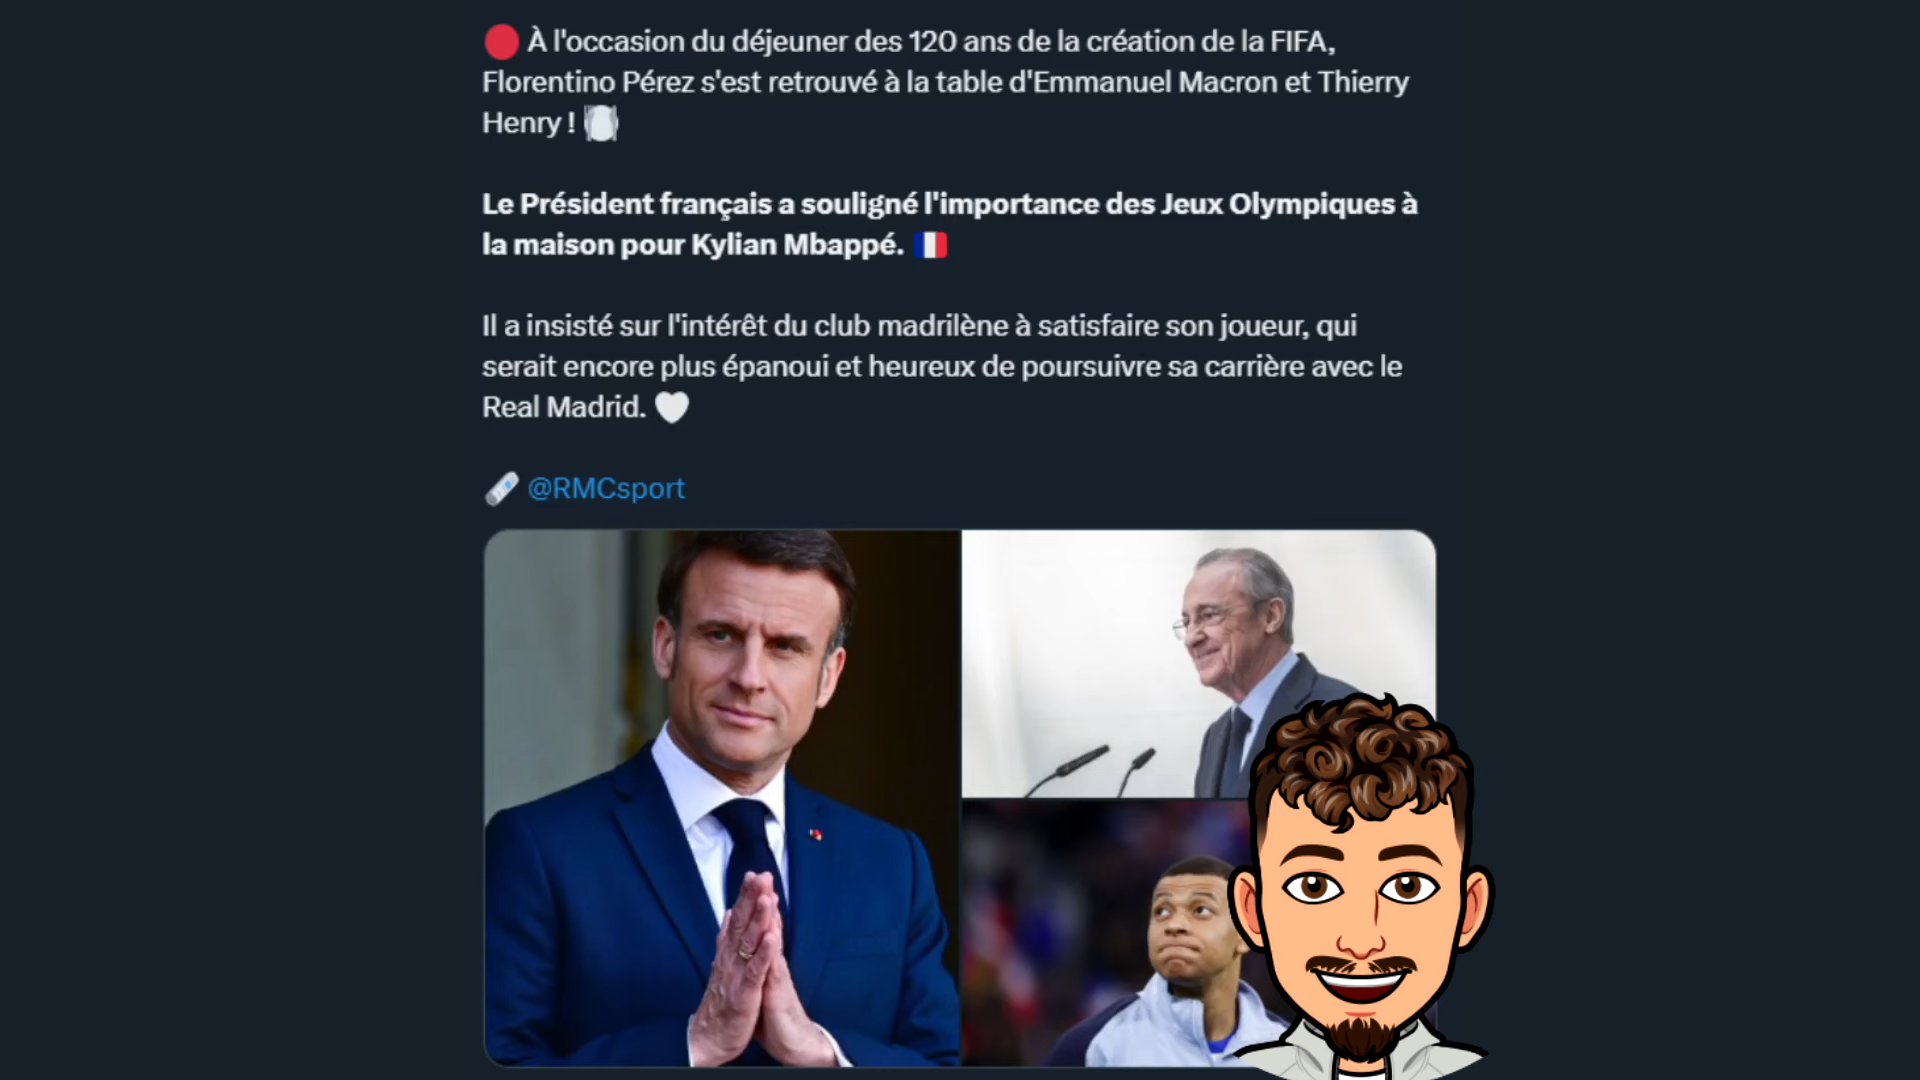 À l'occasion du déjeuner des 120 ans de la création de la FIFA,
Florentino Pérez s'est retrouvé à la table d'Emmanuel Macron et Thierry
Henry !
Le Président français a souligné l'importance des Jeux Olympiques à
la maison pour Kylian Mbappé.
Il a insisté sur l'intérêt du club madrilène à satisfaire son joueur, qui
serait encore plus épanoui et heureux de poursuivre sa carrière avec le
Real Madrid.
@RMCsport